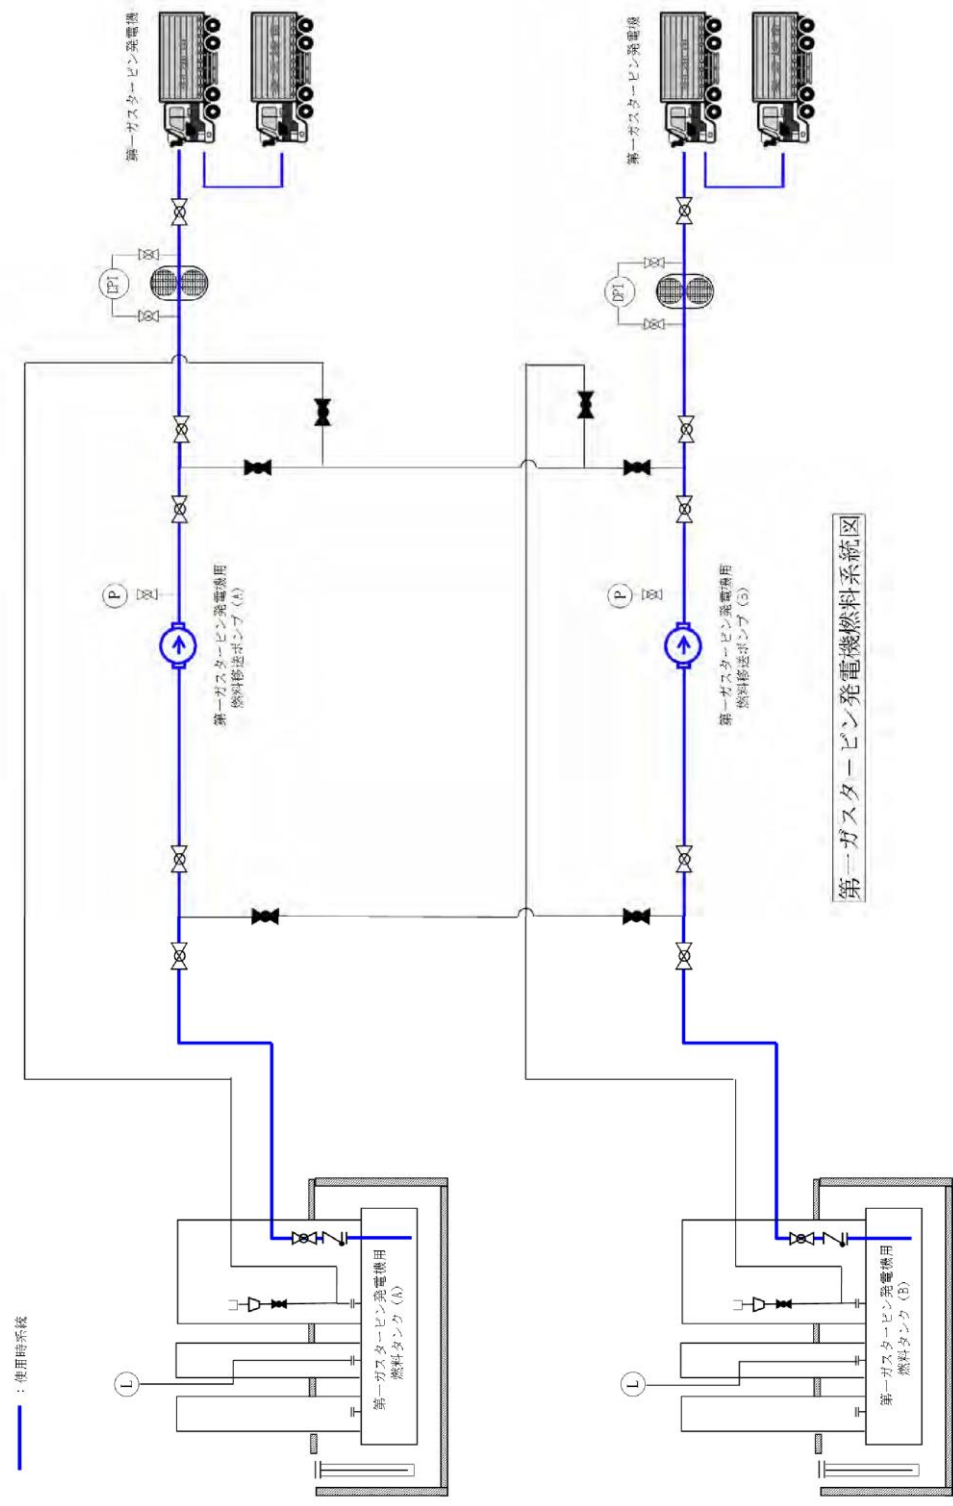 第一ガスタービン発電機
第一ガスタービン発電機
DPI
DPI
P
P
第一ガスタービン発電機用
燃料移送ポンプ（A）
第一ガスタービン発電機用
燃料移送ポンプ（B）
第一ガスタービン発電機燃料系統図
第一ガスタービン発電機用
燃料タンク（A）
第一ガスタービン発電機用
燃料タンク（B）
L
L
：使用時系統